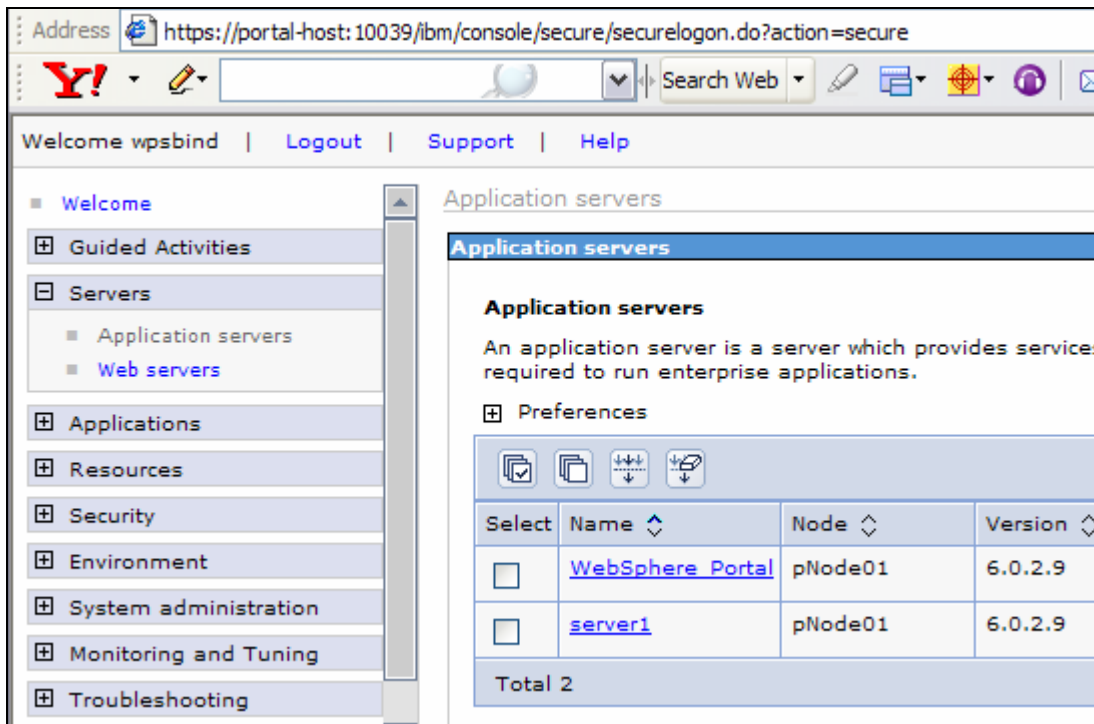 Address https://portal-host:10039/ibm/console/secure/securelogon.do?action=secure
Y! Search Web
Welcome wpsbind | Logout | Support | Help
Welcome
Guided Activities
Servers
Application servers
Web servers
Applications
Resources
Security
Environment
System administration
Monitoring and Tuning
Troubleshooting
Application servers
Application servers
Application servers
An application server is a server which provides services
required to run enterprise applications.
Preferences
Select Name Node Version
WebSphere_Portal pNode01 6.0.2.9
server1 pNode01 6.0.2.9
Total 2